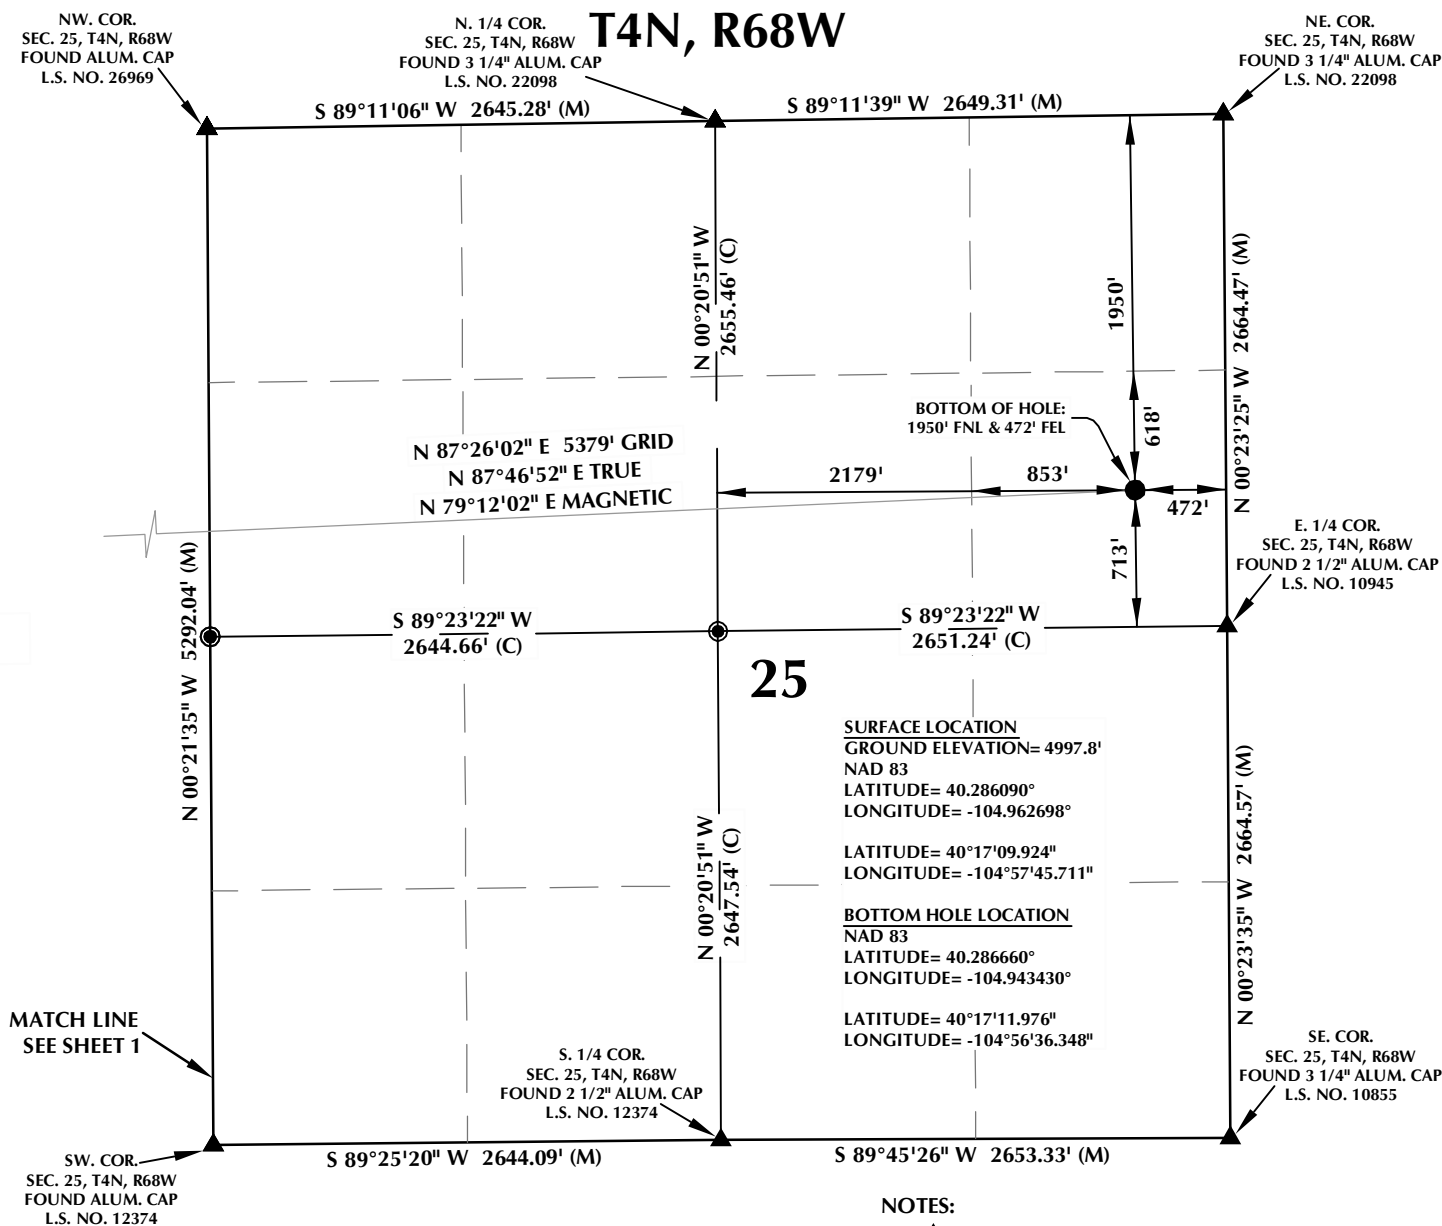 T4N, R68W
NW. COR.
SEC. 25, T4N, R68W
FOUND ALUM. CAP
L.S. NO. 26969
N. 1/4 COR.
SEC. 25, T4N, R68W
FOUND 3 1/4" ALUM. CAP
L.S. NO. 22098
NE. COR.
SEC. 25, T4N, R68W
FOUND 3 1/4" ALUM. CAP
L.S. NO. 22098
S 89°11'06" W 2645.28' (M)
S 89°11'39" W 2649.31' (M)
N 00°20'51" W
2655.46' (C)
1950'
N 00°23'25" W 2664.47' (M)
BOTTOM OF HOLE:
1950' FNL & 472' FEL
618'
N 87°26'02" E 5379' GRID
N 87°46'52" E TRUE
N 79°12'02" E MAGNETIC
2179'
853'
472'
713'
E. 1/4 COR.
SEC. 25, T4N, R68W
FOUND 2 1/2" ALUM. CAP
L.S. NO. 10945
N 00°21'35" W 5292.04' (M)
S 89°23'22" W
2644.66' (C)
S 89°23'22" W
2651.24' (C)
25
SURFACE LOCATION
GROUND ELEVATION= 4997.8'
NAD 83
LATITUDE= 40.286090°
LONGITUDE= -104.962698°
LATITUDE= 40°17'09.924"
LONGITUDE= -104°57'45.711"
BOTTOM HOLE LOCATION
NAD 83
LATITUDE= 40.286660°
LONGITUDE= -104.943430°
LATITUDE= 40°17'11.976"
LONGITUDE= -104°56'36.348"
N 00°20'51" W
2647.54' (C)
N 00°23'35" W 2664.57' (M)
MATCH LINE
SEE SHEET 1
S. 1/4 COR.
SEC. 25, T4N, R68W
FOUND 2 1/2" ALUM. CAP
L.S. NO. 12374
SE. COR.
SEC. 25, T4N, R68W
FOUND 3 1/4" ALUM. CAP
L.S. NO. 10855
SW. COR.
SEC. 25, T4N, R68W
FOUND ALUM. CAP
L.S. NO. 12374
S 89°25'20" W 2644.09' (M)
S 89°45'26" W 2653.33' (M)
NOTES: